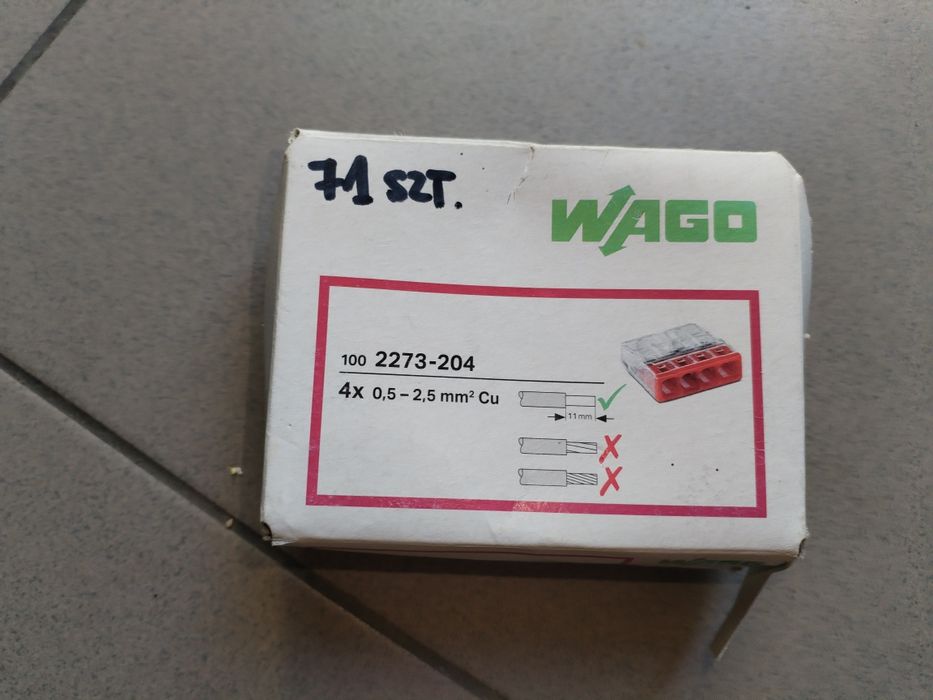 71 SZT.
WAGO
100 2273-204
4x 0,5 – 2,5 mm² Cu
11 mm